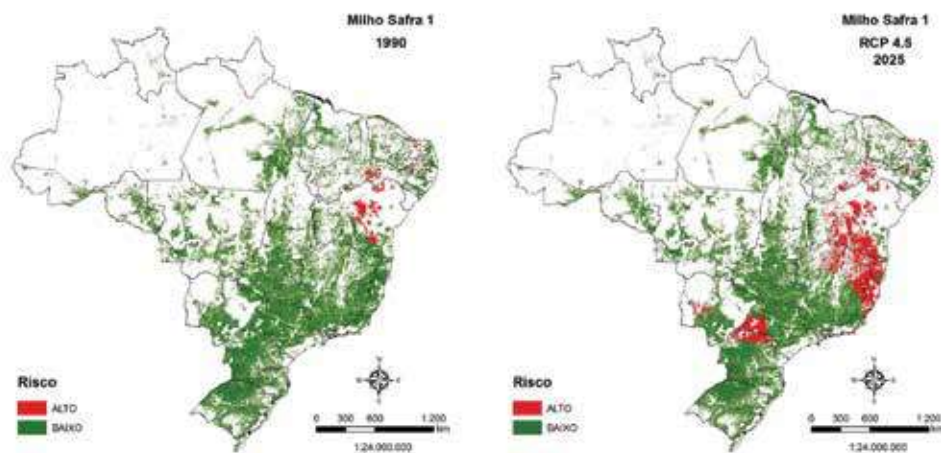 Milho Safra 1
1990
Risco
ALTO
BAIXO
0 300 600 1.200
km
1:24.000.000
Milho Safra 1
RCP 4.5
2025
Risco
ALTO
BAIXO
0 300 600 1.200
km
1:24.000.000